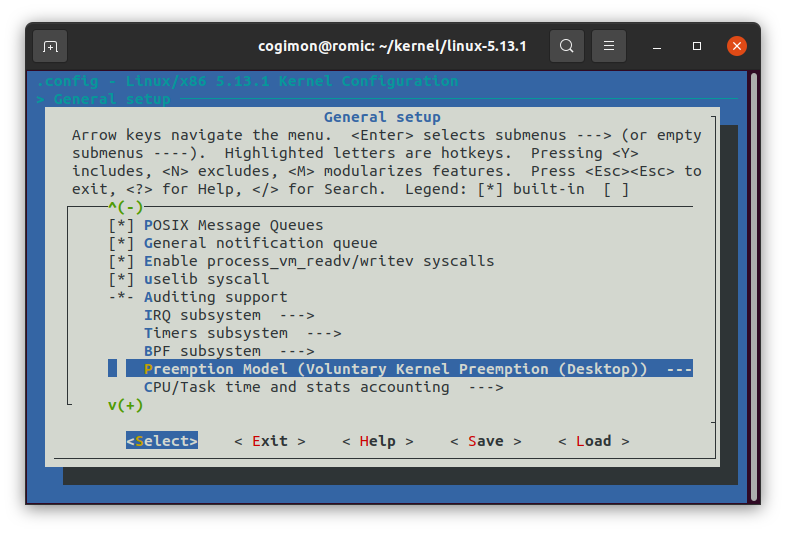 cogimon@romic: ~/kernel/linux-5.13.1
.config - Linux/x86 5.13.1 Kernel Configuration
> General setup
General setup
Arrow keys navigate the menu.  <Enter> selects submenus ---> (or empty
submenus ----).  Highlighted letters are hotkeys.  Pressing <Y>
includes, <N> excludes, <M> modularizes features.  Press <Esc><Esc> to
exit, <?> for Help, </> for Search.  Legend: [*] built-in  [ ]
^(-)
[*] POSIX Message Queues
[*] General notification queue
[*] Enable process_vm_readv/writev syscalls
[*] uselib syscall
-*- Auditing support
IRQ subsystem  --->
Timers subsystem  --->
BPF subsystem  --->
Preemption Model (Voluntary Kernel Preemption (Desktop))  ---
CPU/Task time and stats accounting  --->
v(+)
<Select>    < Exit >    < Help >    < Save >    < Load >